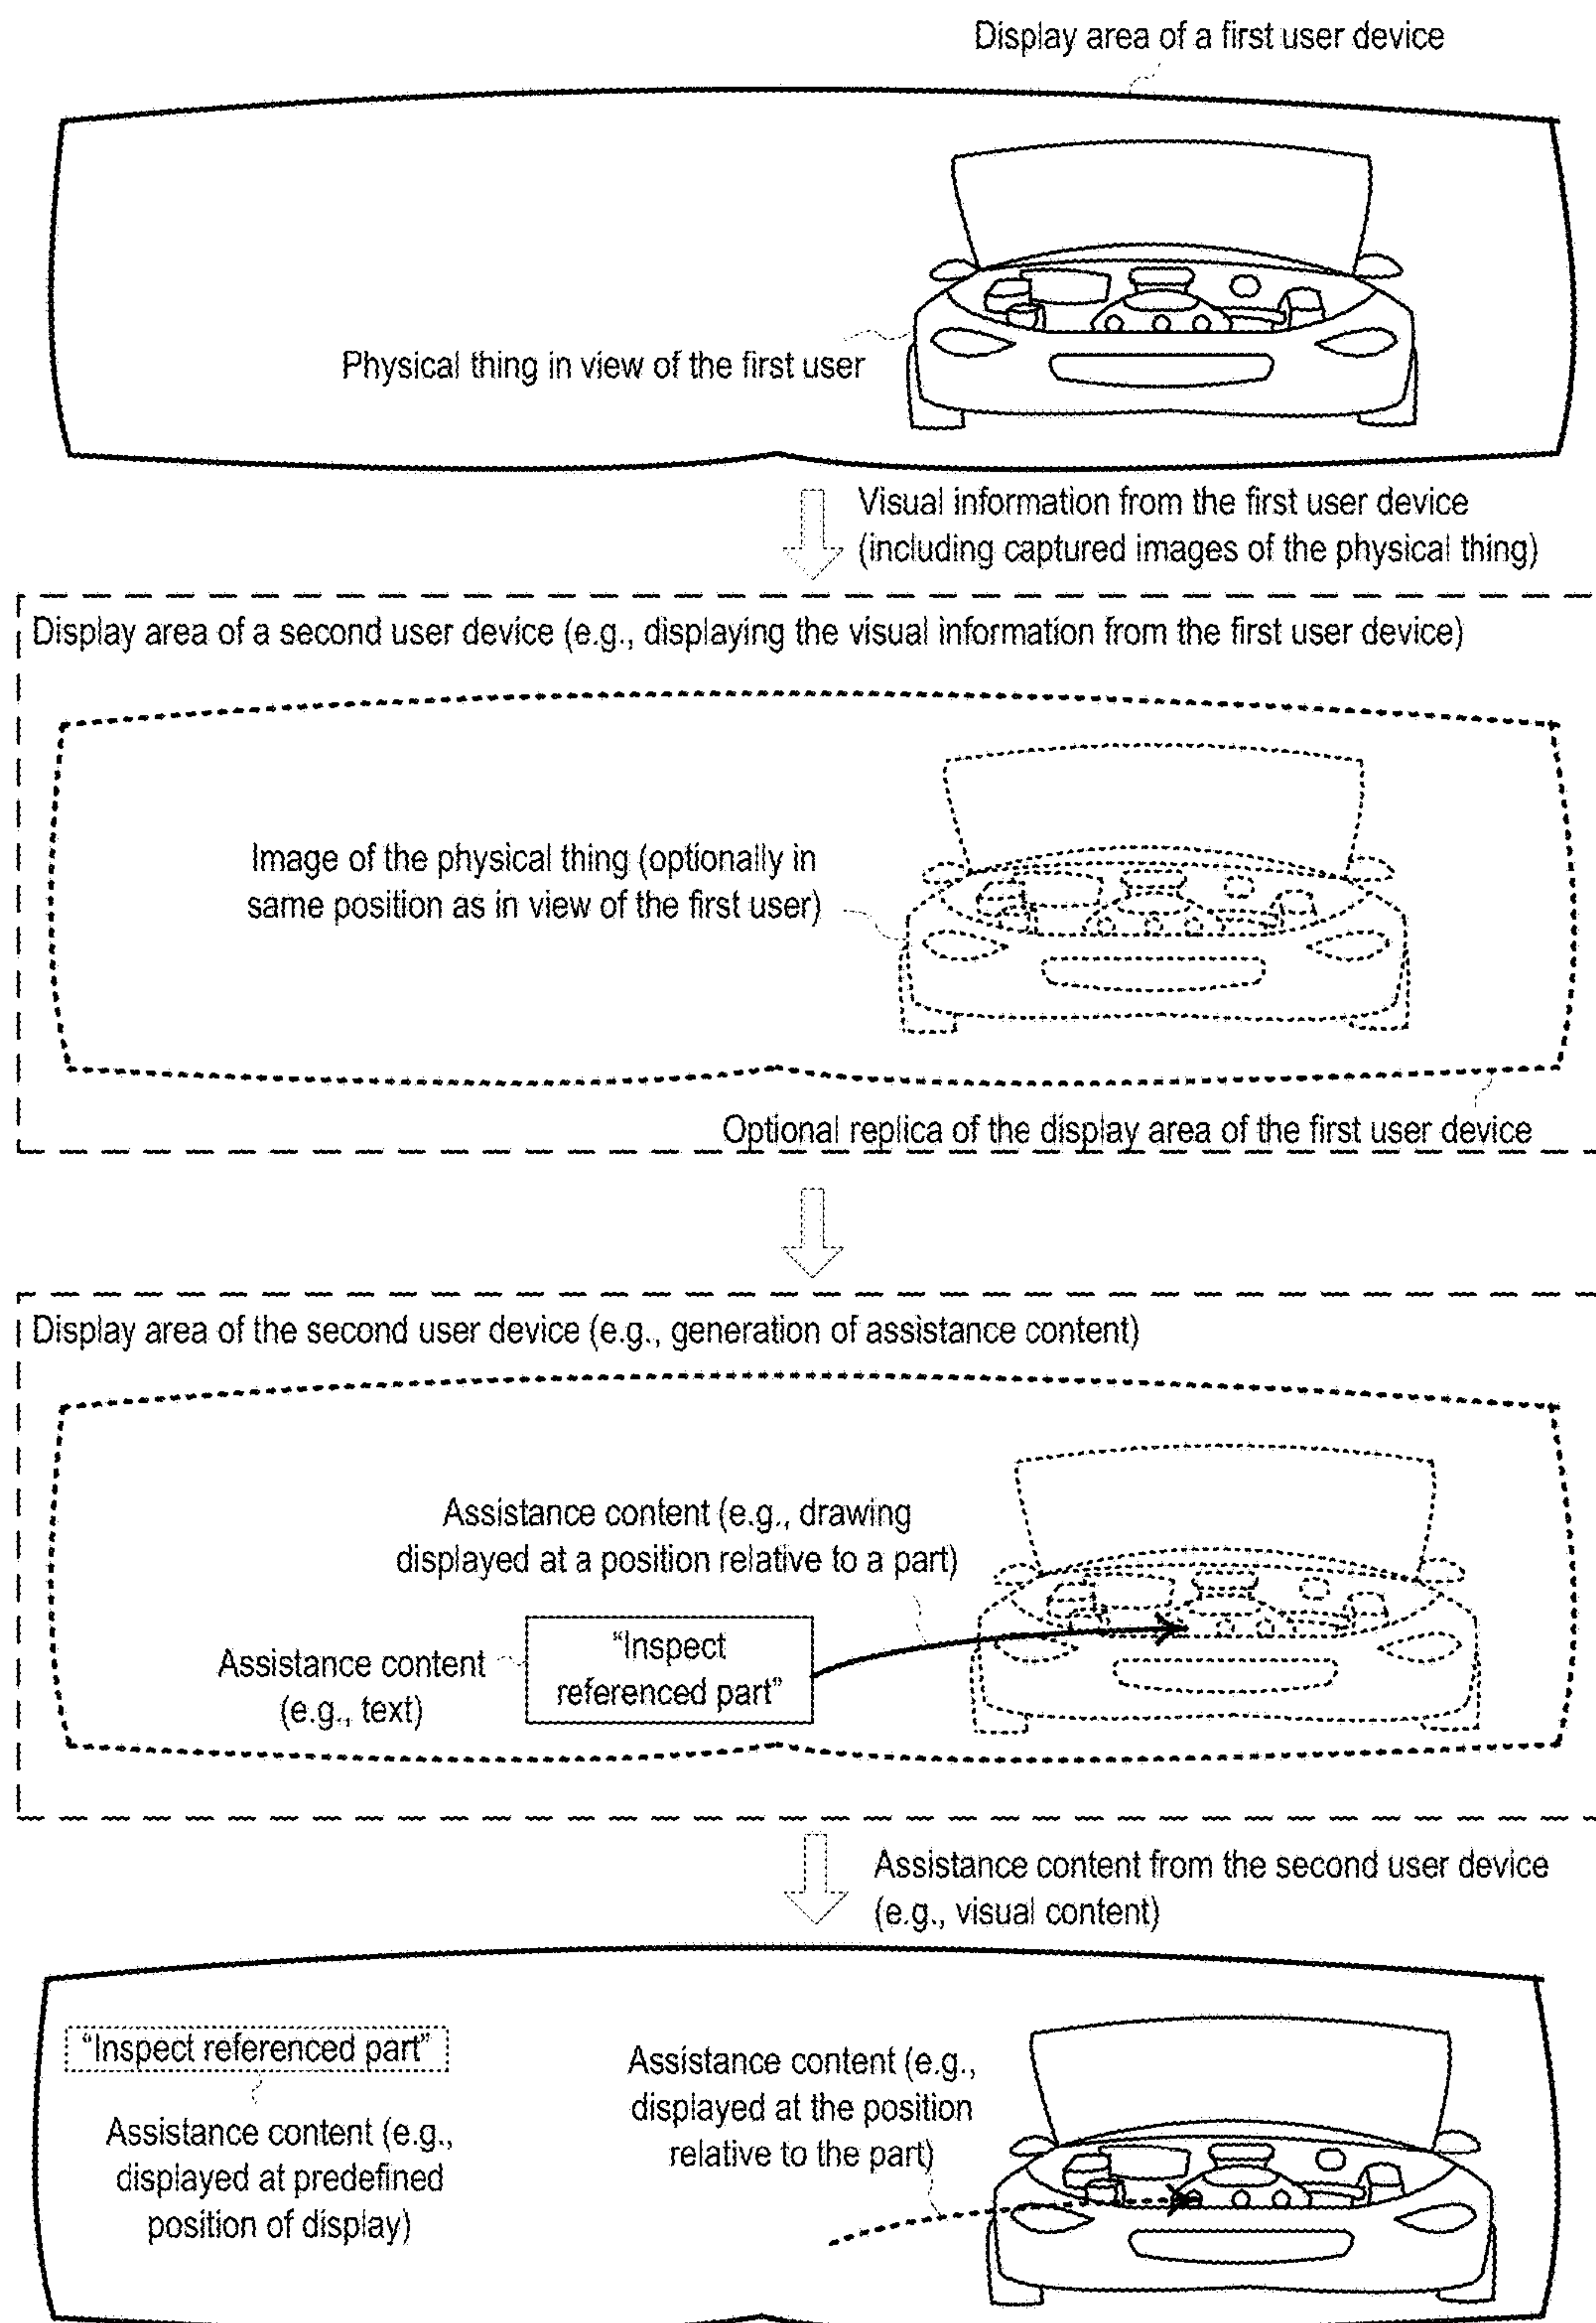 Display area of a first user device
Physical thing in view of the first user
Visual information from the first user device
(including captured images of the physical thing)
Display area of a second user device (e.g., displaying the visual information from the first user device)
Image of the physical thing (optionally in
same position as in view of the first user)
Optional replica of the display area of the first user device
Display area of the second user device (e.g., generation of assistance content)
Assistance content (e.g., drawing
displayed at a position relative to a part)
Assistance content
(e.g., text)
“Inspect
referenced part”
Assistance content from the second user device
(e.g., visual content)
“Inspect referenced part”
Assistance content (e.g.,
displayed at predefined
position of display)
Assistance content (e.g.,
displayed at the position
relative to the part)